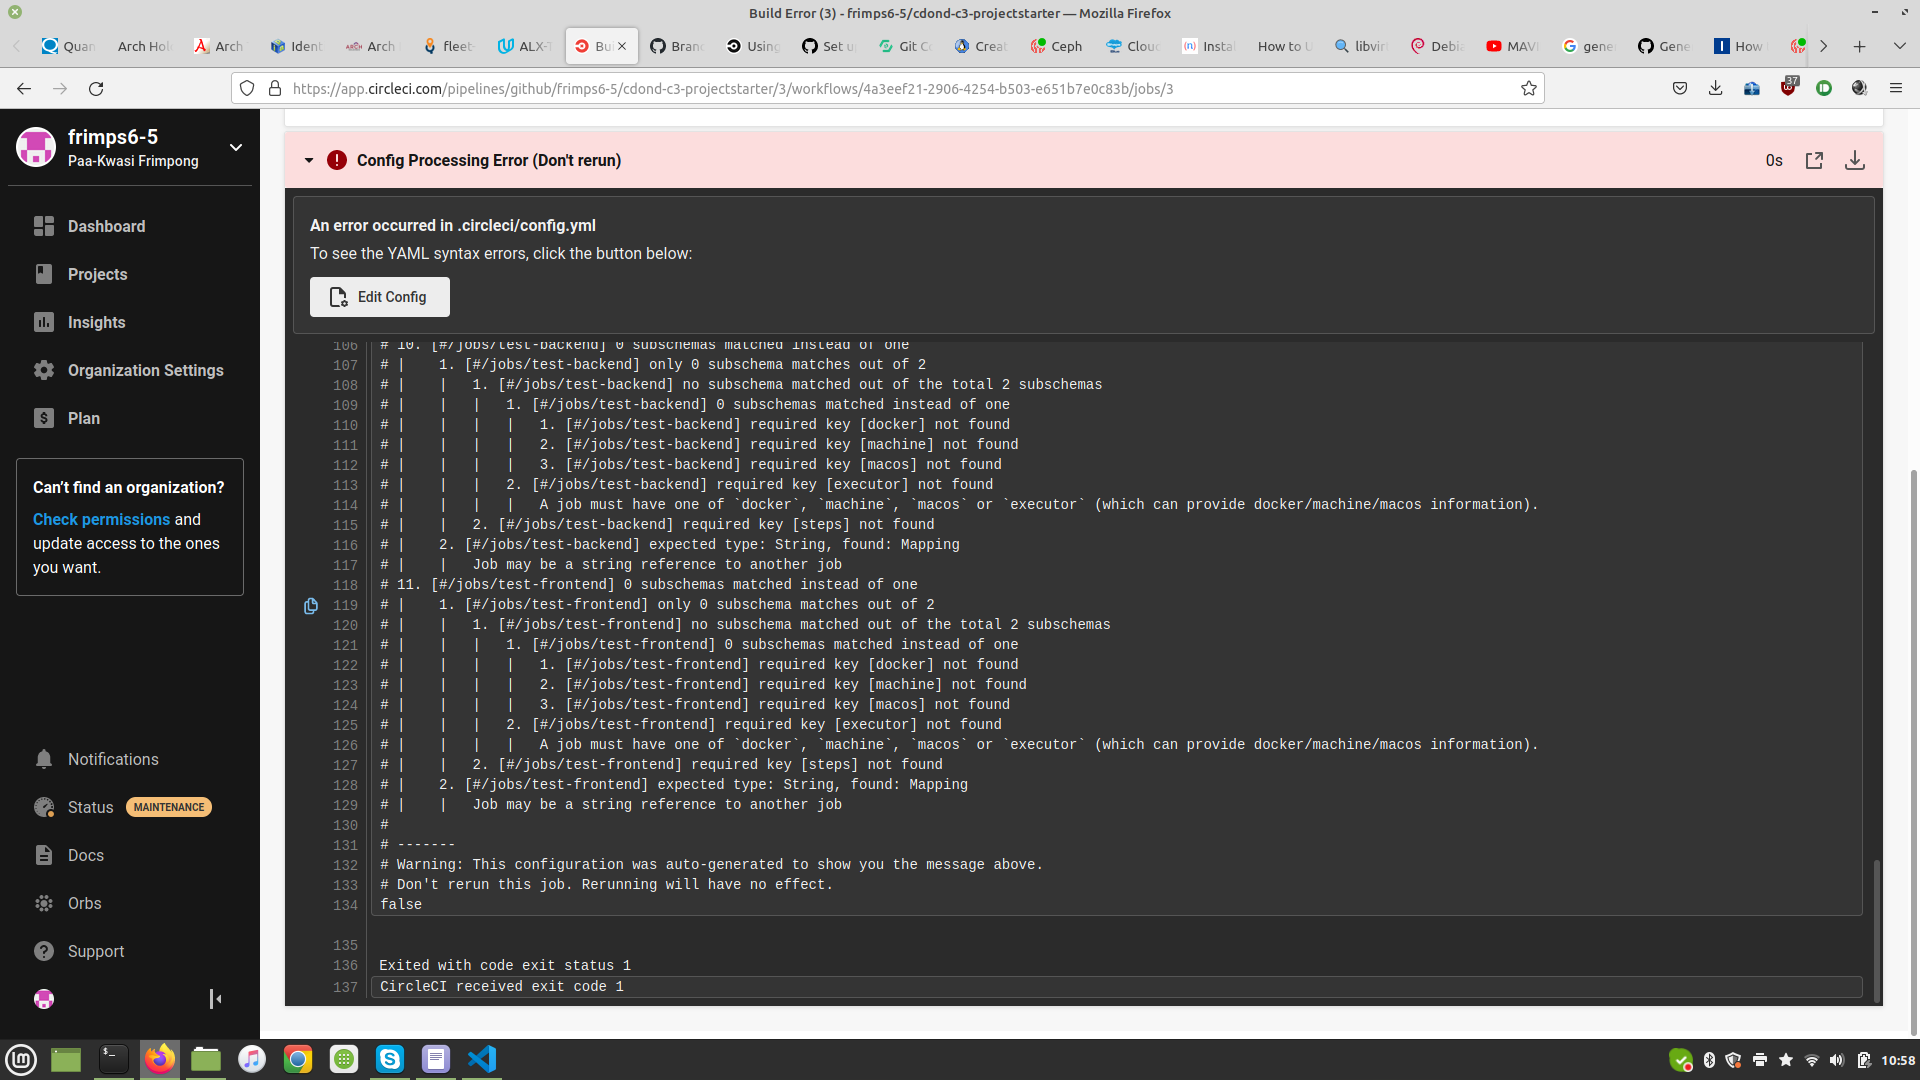 Build Error (3) - frimps6-5/cdond-c3-projectstarter — Mozilla Firefox
Quan
Arch Hol
Arch
Ident
Arch
fleet-
ALX-T
Bui
Branc
Using
Set u
Git Co
Creat
Ceph
Cloud
Instal
How to U
libvirt
Debia
MAVE
gener
Gene
How
https://app.circleci.com/pipelines/github/frimps6-5/cdond-c3-projectstarter/3/workflows/4a3eef21-2906-4254-b503-e651b7e0c83b/jobs/3
37
frimps6-5
Paa-Kwasi Frimpong
Dashboard
Projects
Insights
Organization Settings
Plan
Can't find an organization?
Check permissions and
update access to the ones
you want.
Notifications
Status MAINTENANCE
Docs
Orbs
Support
Config Processing Error (Don't rerun)
0s
An error occurred in .circleci/config.yml
To see the YAML syntax errors, click the button below:
Edit Config
106 # 10. [#/jobs/test-backend] 0 subschemas matched instead of one
107 # |    1. [#/jobs/test-backend] only 0 subschema matches out of 2
108 # |    |   1. [#/jobs/test-backend] no subschema matched out of the total 2 subschemas
109 # |    |   |   1. [#/jobs/test-backend] 0 subschemas matched instead of one
110 # |    |   |   |   1. [#/jobs/test-backend] required key [docker] not found
111 # |    |   |   |   2. [#/jobs/test-backend] required key [machine] not found
112 # |    |   |   |   3. [#/jobs/test-backend] required key [macos] not found
113 # |    |   |   2. [#/jobs/test-backend] required key [executor] not found
114 # |    |   |   |   A job must have one of `docker`, `machine`, `macos` or `executor` (which can provide docker/machine/macos information).
115 # |    |   2. [#/jobs/test-backend] required key [steps] not found
116 # |    2. [#/jobs/test-backend] expected type: String, found: Mapping
117 # |    |   Job may be a string reference to another job
118 # 11. [#/jobs/test-frontend] 0 subschemas matched instead of one
119 # |    1. [#/jobs/test-frontend] only 0 subschema matches out of 2
120 # |    |   1. [#/jobs/test-frontend] no subschema matched out of the total 2 subschemas
121 # |    |   |   1. [#/jobs/test-frontend] 0 subschemas matched instead of one
122 # |    |   |   |   1. [#/jobs/test-frontend] required key [docker] not found
123 # |    |   |   |   2. [#/jobs/test-frontend] required key [machine] not found
124 # |    |   |   |   3. [#/jobs/test-frontend] required key [macos] not found
125 # |    |   |   2. [#/jobs/test-frontend] required key [executor] not found
126 # |    |   |   |   A job must have one of `docker`, `machine`, `macos` or `executor` (which can provide docker/machine/macos information).
127 # |    |   2. [#/jobs/test-frontend] required key [steps] not found
128 # |    2. [#/jobs/test-frontend] expected type: String, found: Mapping
129 # |    |   Job may be a string reference to another job
130 #
131 # -------
132 # Warning: This configuration was auto-generated to show you the message above.
133 # Don't rerun this job. Rerunning will have no effect.
134 false
135
136 Exited with code exit status 1
137 CircleCI received exit code 1
10:58